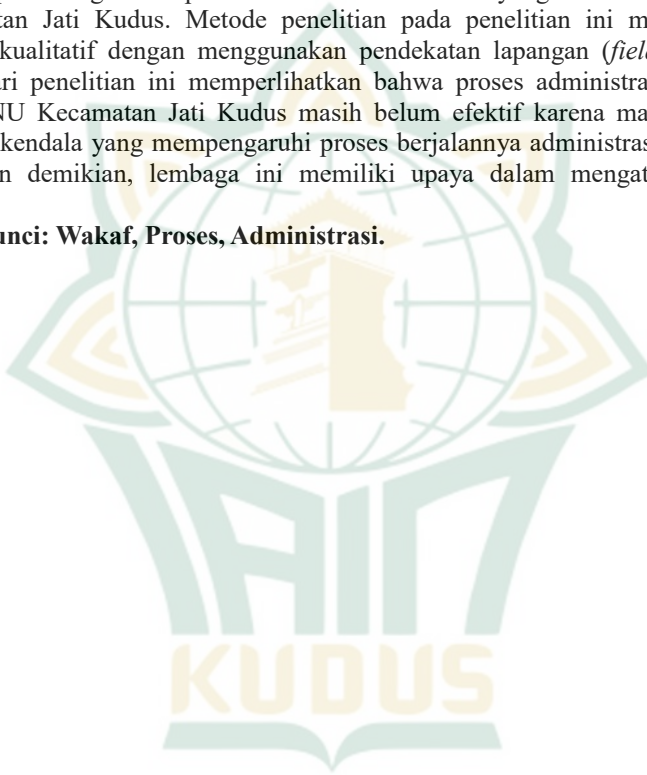 tan Jati Kudus. Metode penelitian pada penelitian ini m
kualitatif dengan menggunakan pendekatan lapangan (fiel
ri penelitian ini memperlihatkan bahwa proses administra
NU Kecamatan Jati Kudus masih belum efektif karena ma
kendala yang mempengaruhi proses berjalannya administras
n demikian, lembaga ini memiliki upaya dalam mengat
unci: Wakaf, Proses, Administrasi.
IAIN
KUDUS